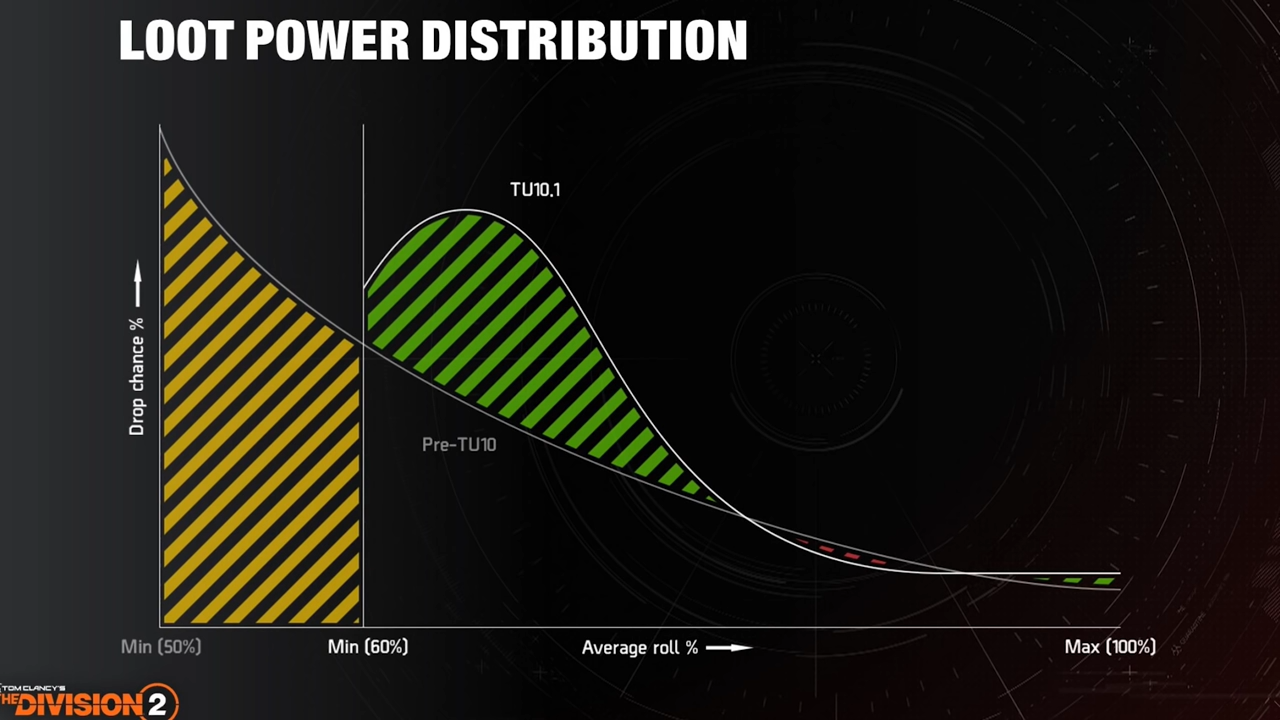 LOOT POWER DISTRIBUTION
TU10.1
Drop chance %
Pre-TU10
Min (50%)
Min (60%)
Average roll %
Max (100%)
TOM CLANCY'S
THE DIVISION 2